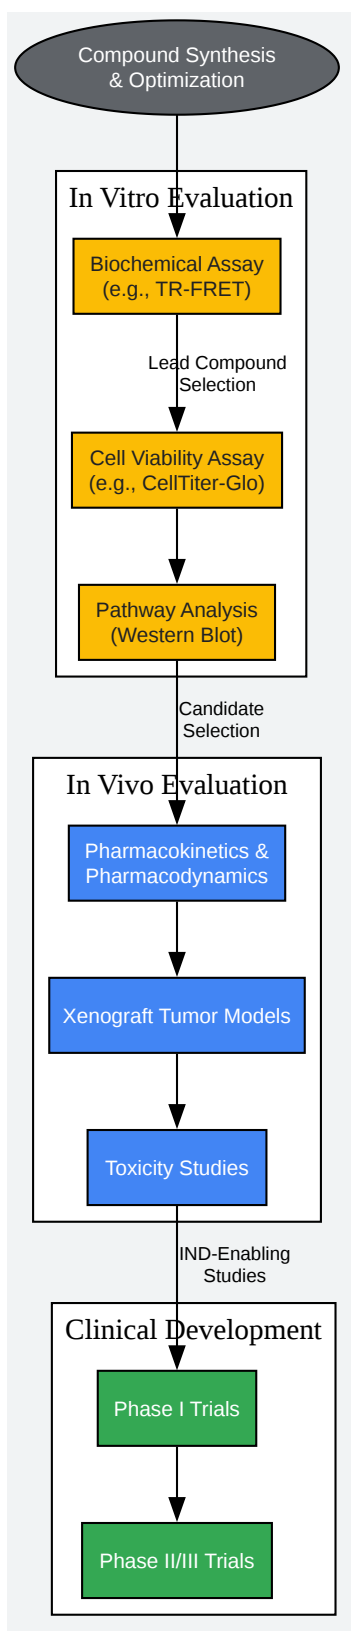 Compound Synthesis
& Optimization
In Vitro Evaluation
Biochemical Assay
(e.g., TR-FRET)
Lead Compound
Selection
Cell Viability Assay
(e.g., CellTiter-Glo)
Pathway Analysis
(Western Blot)
Candidate
Selection
In Vivo Evaluation
Pharmacokinetics &
Pharmacodynamics
Xenograft Tumor Models
Toxicity Studies
IND-Enabling
Studies
Clinical Development
Phase I Trials
Phase II/III Trials